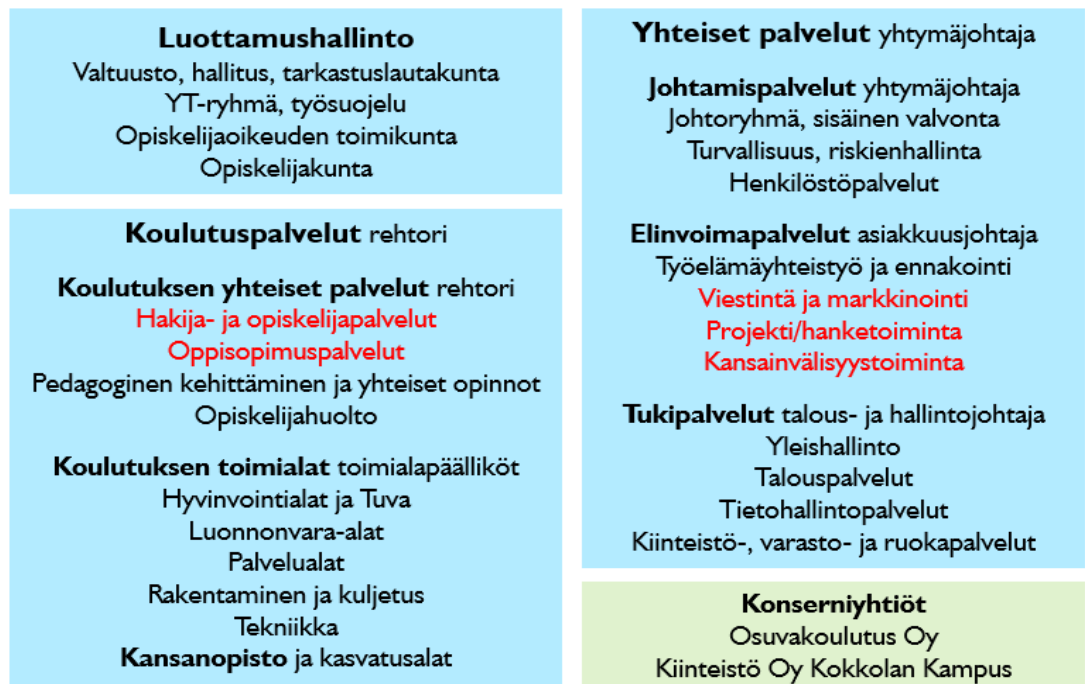 Luottamushallinto
Valtuusto, hallitus, tarkastuslautakunta
YT-ryhmä, työsuojelu
Opiskelijaoikeuden toimikunta
Opiskelijakunta
Koulutuspalvelut rehtori
Koulutuksen yhteiset palvelut rehtori
Hakija- ja opiskelijapalvelut
Oppisopimuspalvelut
Pedagoginen kehittäminen ja yhteiset opinnot
Opiskelijahuolto
Koulutuksen toimialat toimialapäälliköt
Hyvinvointialat ja Tuva
Luonnonvara-alat
Palvelualat
Rakentaminen ja kuljetus
Tekniikka
Kansanopisto ja kasvatusalat
Yhteiset palvelut yhtymäjohtaja
Johtamispalvelut yhtymäjohtaja
Johtoryhmä, sisäinen valvonta
Turvallisuus, riskienhallinta
Henkilöstöpalvelut
Elinvoimapalvelut asiakkuusjohtaja
Työelämäyhteistyö ja ennakointi
Viestintä ja markkinointi
Projekti/hanketoiminta
Kansainvälisyystoiminta
Tukipalvelut talous- ja hallintojohtaja
Yleishallinto
Talouspalvelut
Tietohallintopalvelut
Kiinteistö-, varasto- ja ruokapalvelut
Konserniyhtiöt
Osuvakoulutus Oy
Kiinteistö Oy Kokkolan Kampus